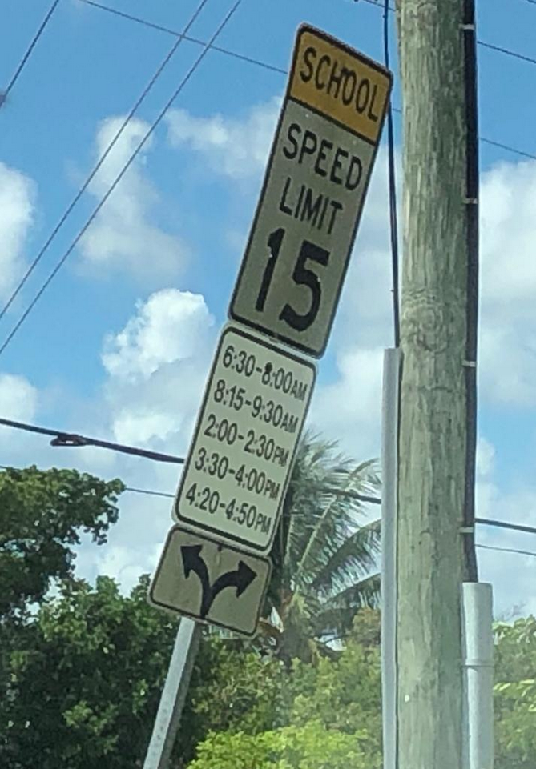 SCHOOL
SPEED
LIMIT
15
6:30-8:00AM
8:15-9:30AM
2:00-2:30PM
3:30-4:00PM
4:20-4:50PM